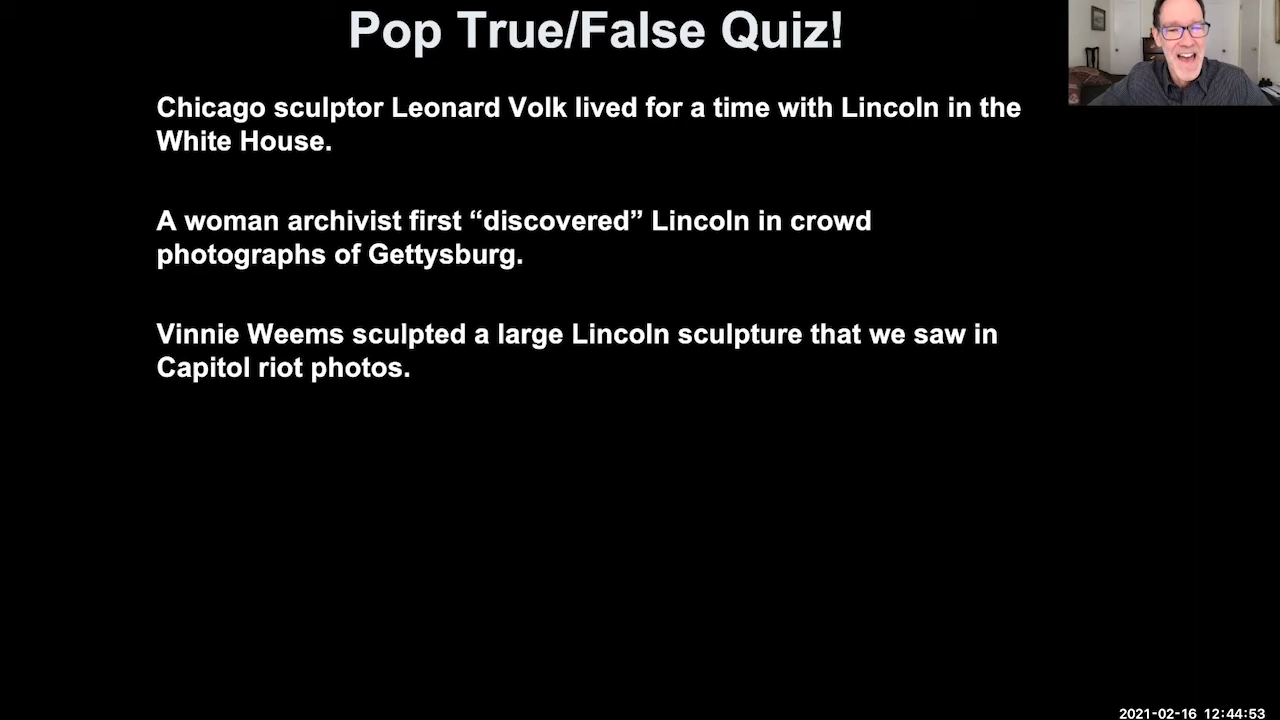 Pop True/False Quiz!
Chicago sculptor Leonard Volk lived for a time with Lincoln in the
White House.
A woman archivist first “discovered” Lincoln in crowd
photographs of Gettysburg.
Vinnie Weems sculpted a large Lincoln sculpture that we saw in
Capitol riot photos.
2021-02-16 12:44:53